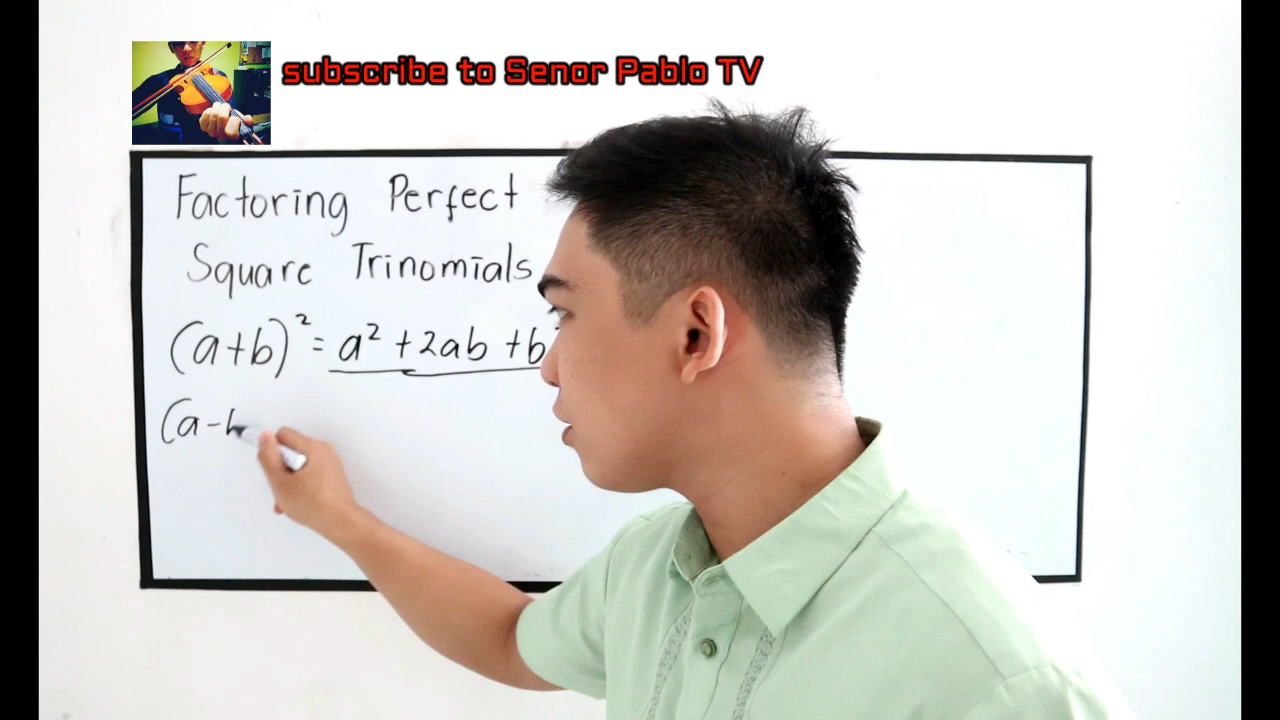 subscribe to Senor Pablo TV
Factoring Perfect
Square Trinomials
(a+b)² = a² +2ab +b
(a-b